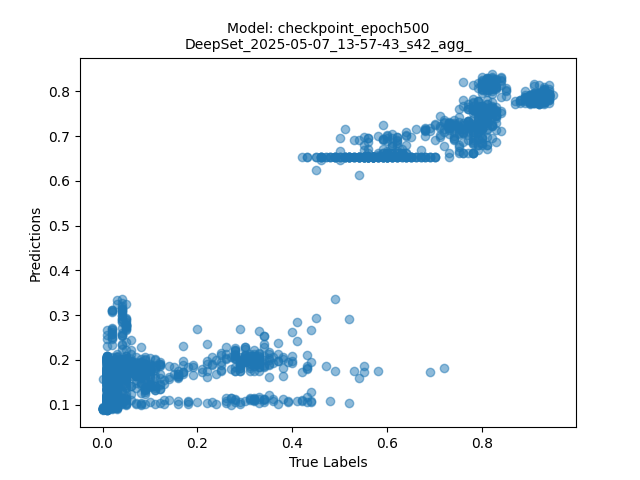 Model: checkpoint_epoch500
DeepSet_2025-05-07_13-57-43_s42_agg_
0.8
0.7
0.6
0.5
0.4
0.3
0.2
0.1
Predictions
0.0 0.2 0.4 0.6 0.8
True Labels